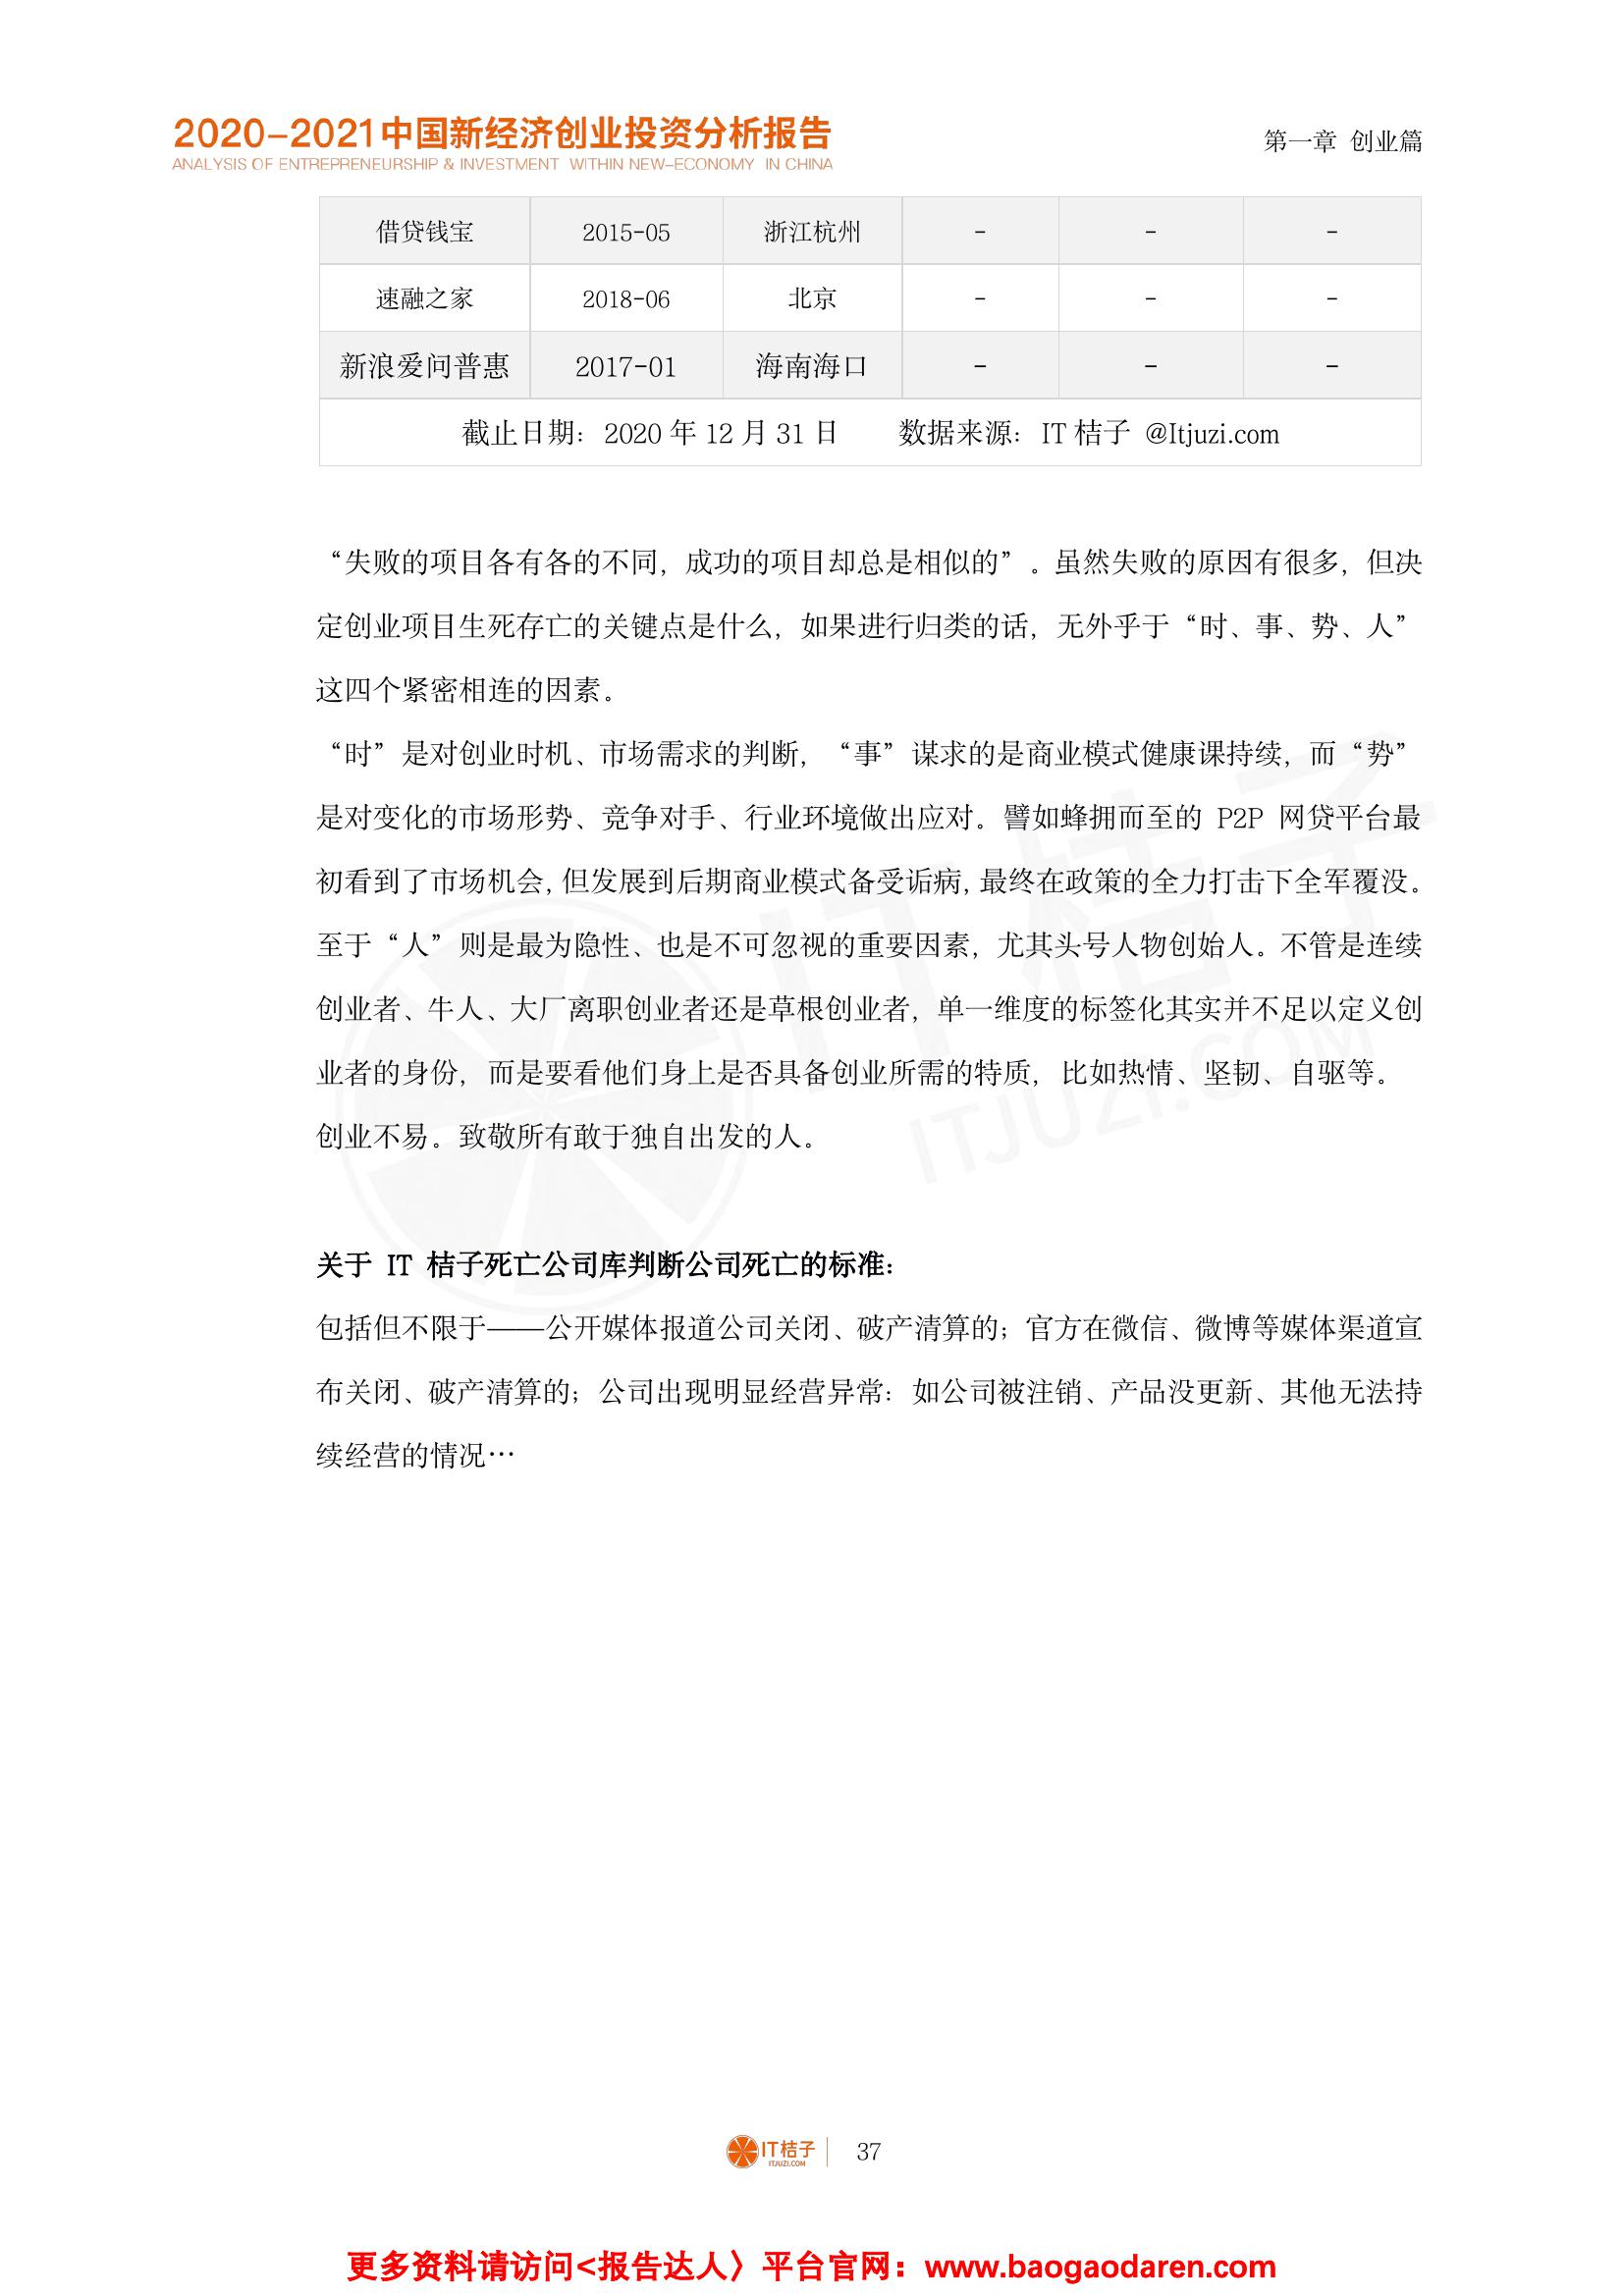 2020-2021中国新经济创业投资分析报告
ANALYSIS OF ENTREPRENEURSHIP & INVESTMENT WITHIN NEW-ECONOMY IN CHINA
第一章 创业篇
借贷钱宝 2015-05 浙江杭州 - - -
速融之家 2018-06 北京 - - -
新浪爱问普惠 2017-01 海南海口 - - -
截止日期：2020 年 12 月 31 日 数据来源：IT 桔子 @Itjuzi.com
“失败的项目各有各的不同，成功的项目却总是相似的”。虽然失败的原因有很多，但决
定创业项目生死存亡的关键点是什么，如果进行归类的话，无外乎于“时、事、势、人”
这四个紧密相连的因素。
“时”是对创业时机、市场需求的判断，“事”谋求的是商业模式健康课持续，而“势”
是对变化的市场形势、竞争对手、行业环境做出应对。譬如蜂拥而至的 P2P 网贷平台最
初看到了市场机会,但发展到后期商业模式备受诟病,最终在政策的全力打击下全军覆没。
至于“人”则是最为隐性、也是不可忽视的重要因素，尤其头号人物创始人。不管是连续
创业者、牛人、大厂离职创业者还是草根创业者，单一维度的标签化其实并不足以定义创
业者的身份，而是要看他们身上是否具备创业所需的特质，比如热情、坚韧、自驱等。
创业不易。致敬所有敢于独自出发的人。
关于 IT 桔子死亡公司库判断公司死亡的标准：
包括但不限于——公开媒体报道公司关闭、破产清算的；官方在微信、微博等媒体渠道宣
布关闭、破产清算的；公司出现明显经营异常：如公司被注销、产品没更新、其他无法持
续经营的情况…
IT桔子
ITJUZI.COM
IT桔子
ITJUZI.COM
37
更多资料请访问<报告达人〉平台官网：www.baogaodaren.com